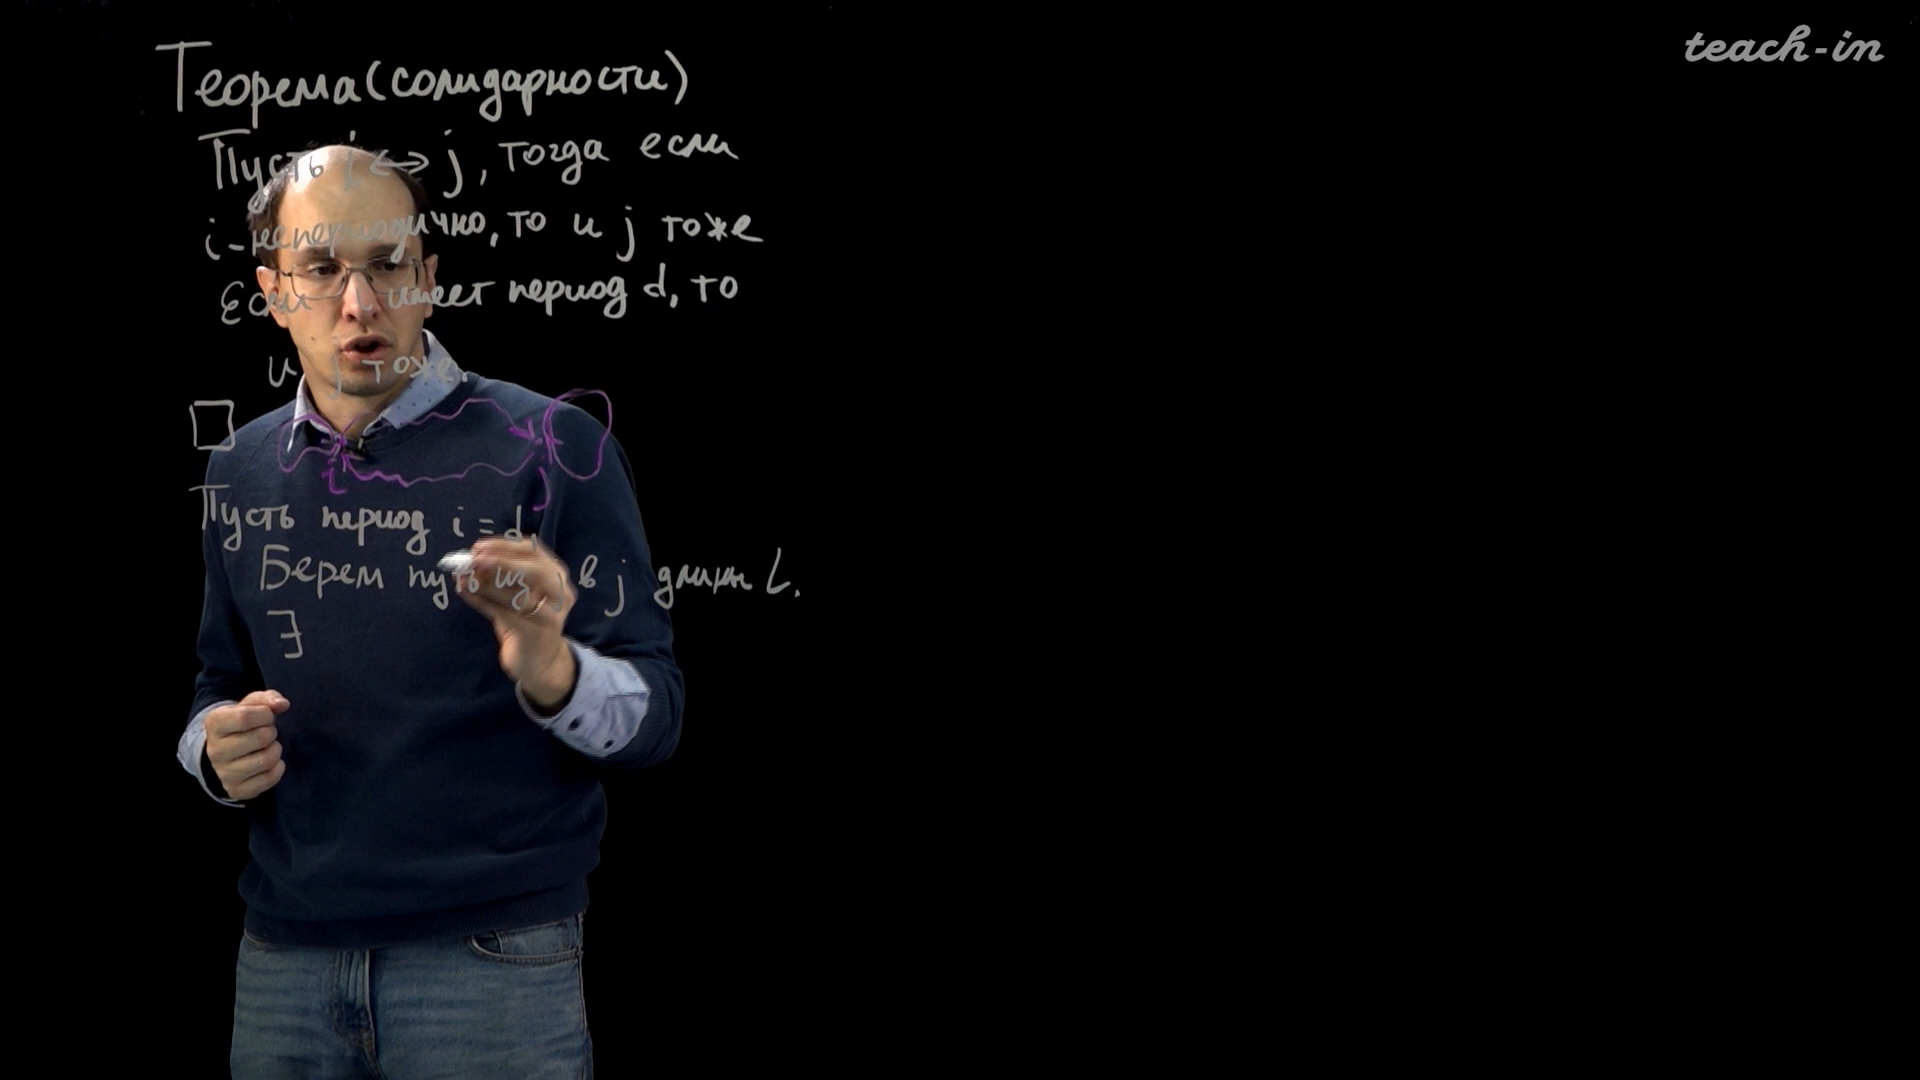 teach-in
Теорема (солидарности)
Пусть i ↔ j, тогда если
i - непериодично, то и j тоже
Если i имеет период d, то
и j тоже.
□
i j
Пусть период i = d,
Берем путь из j в j длины L.
∃